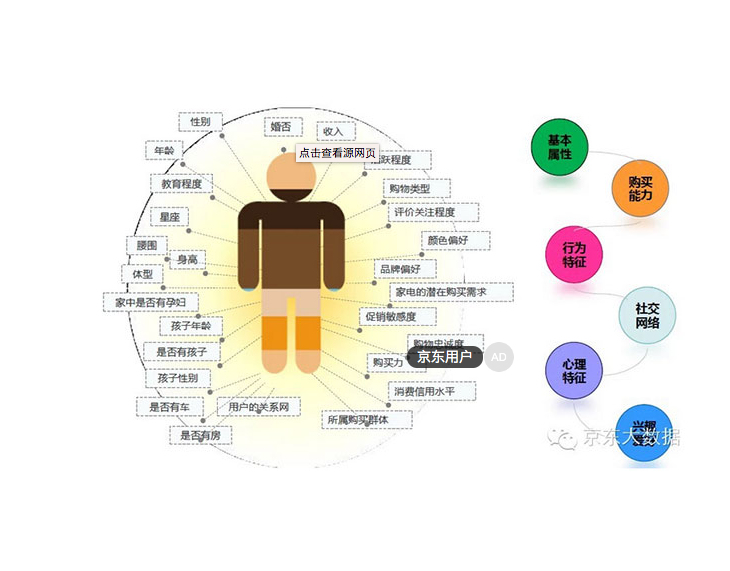 性别
婚否
收入
年龄
点击查看源网页
活跃程度
教育程度
购物类型
星座
评价关注程度
腰围
颜色偏好
身高
体型
品牌偏好
家中是否有孕妇
家电的潜在购买需求
孩子年龄
促销敏感度
是否有孩子
购物忠诚度
京东用户
AD
孩子性别
购买力
消费信用水平
是否有车
用户的关系网
所属购买群体
是否有房
基本
属性
购买
能力
行为
特征
社交
网络
心理
特征
兴趣
爱好
京东大数据